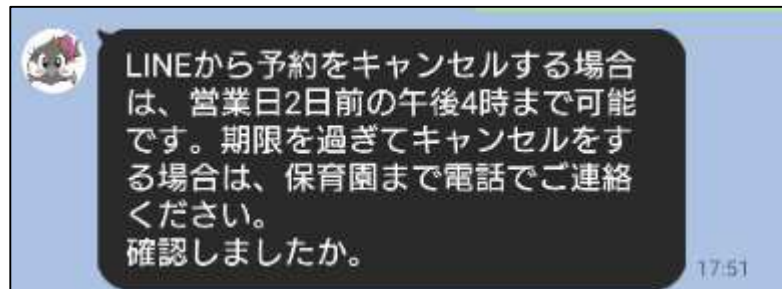 LINEから予約をキャンセルする場合
は、営業日2日前の午後4時まで可能
です。期限を過ぎてキャンセルをす
る場合は、保育園まで電話でご連絡
ください。
確認しましたか。
17:51